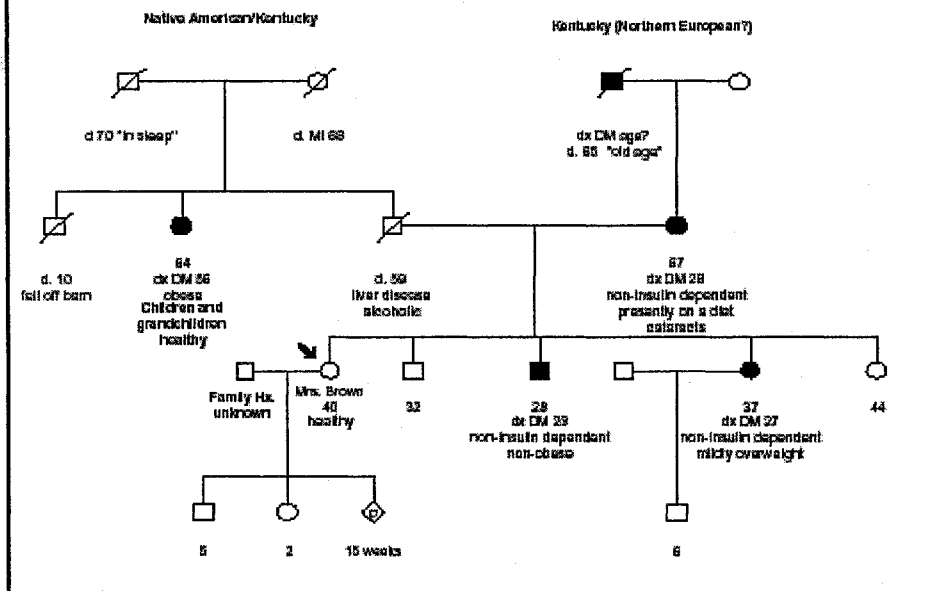 Native American/Kentucky
Kentucky (Northern European?)
d.70 "in sleep"
d. MI 68
dx DM age?
d. 85 "old age"
d. 10
fell off barn
64
dx DM 56
obese
Children and
grandchildren
healthy
d. 59
liver disease
alcoholic
67
dx DM 28
non-insulin dependent
presently on a diet
cataracts
Family Hx.
unknown
Mrs. Brown
40
healthy
32
28
dx DM 23
non-insulin dependent
non-obese
37
dx DM 27
non-insulin dependent
mildly overweight
44
P
5
2
15 weeks
6